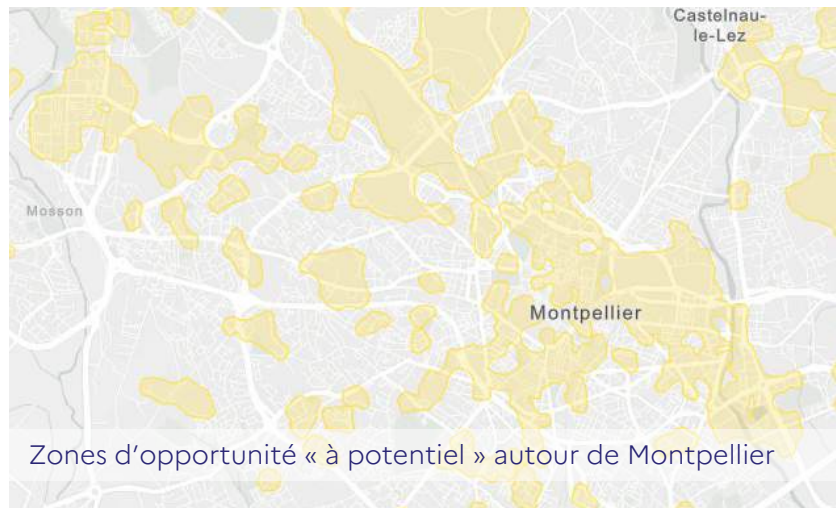 Castelnau-
le-Lez
Mosson
Montpellier
Zones d'opportunité « à potentiel » autour de Montpellier